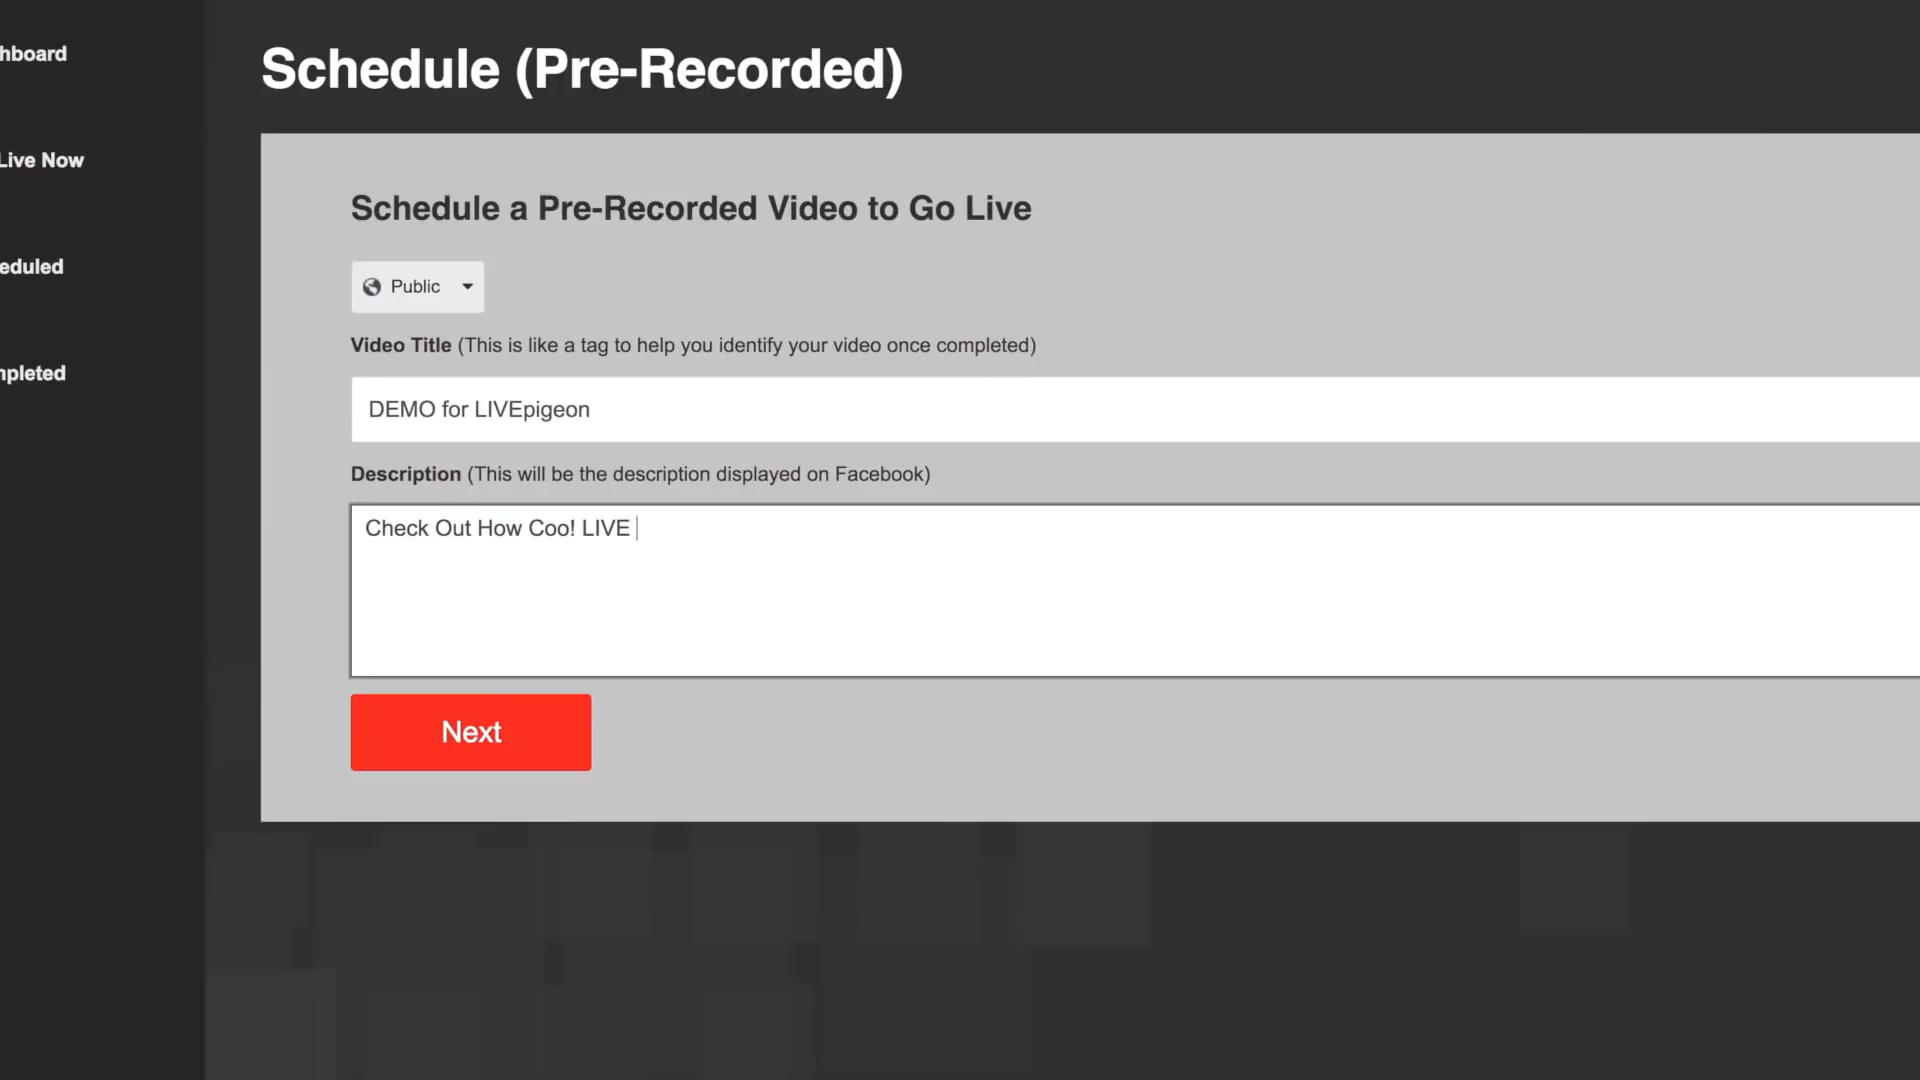 hboard
Live Now
eduled
mpleted
Schedule (Pre-Recorded)
Schedule a Pre-Recorded Video to Go Live
Public
Video Title (This is like a tag to help you identify your video once completed)
DEMO for LIVEpigeon
Description (This will be the description displayed on Facebook)
Check Out How Coo! LIVE
Next